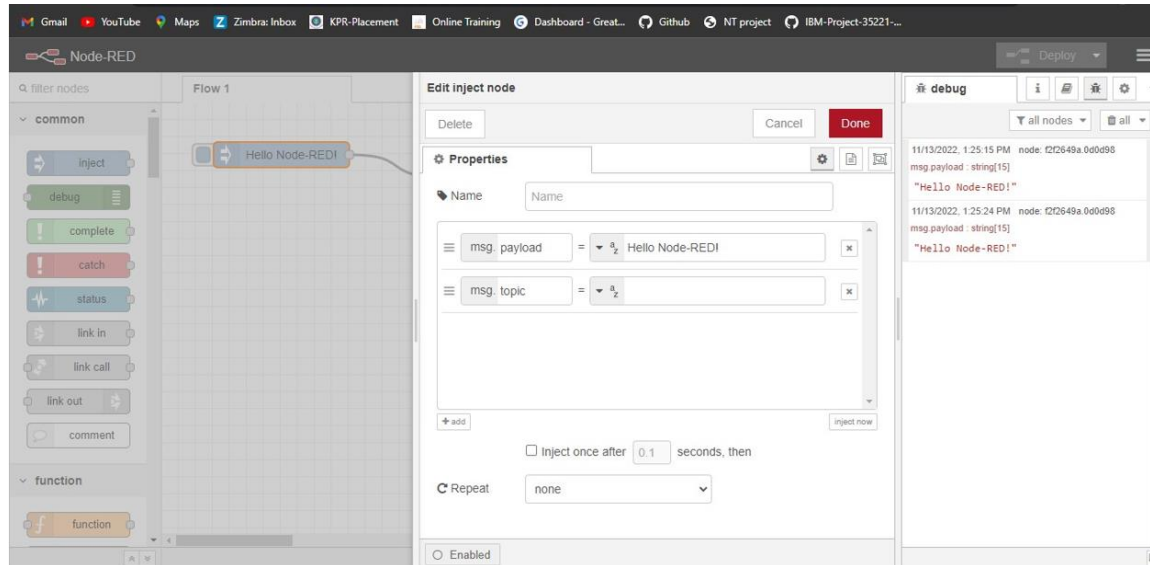 Gmail YouTube Maps Zimbra: Inbox KPR-Placement Online Training Dashboard - Great... Github NT project IBM-Project-35221-...
Node-RED
Deploy
filter nodes
common
inject
debug
complete
catch
status
link in
link call
link out
comment
function
function
Flow 1
Hello Node-RED!
Edit inject node
Delete Cancel Done
Properties
Name Name
msg. payload = a z Hello Node-RED!
msg. topic = a z
+ add inject now
Inject once after 0.1 seconds, then
Repeat none
Enabled
debug i
all nodes all
11/13/2022, 1:25:15 PM node: f2f2649a.0d0d98
msg.payload : string[15]
"Hello Node-RED!"
11/13/2022, 1:25:24 PM node: f2f2649a.0d0d98
msg.payload : string[15]
"Hello Node-RED!"